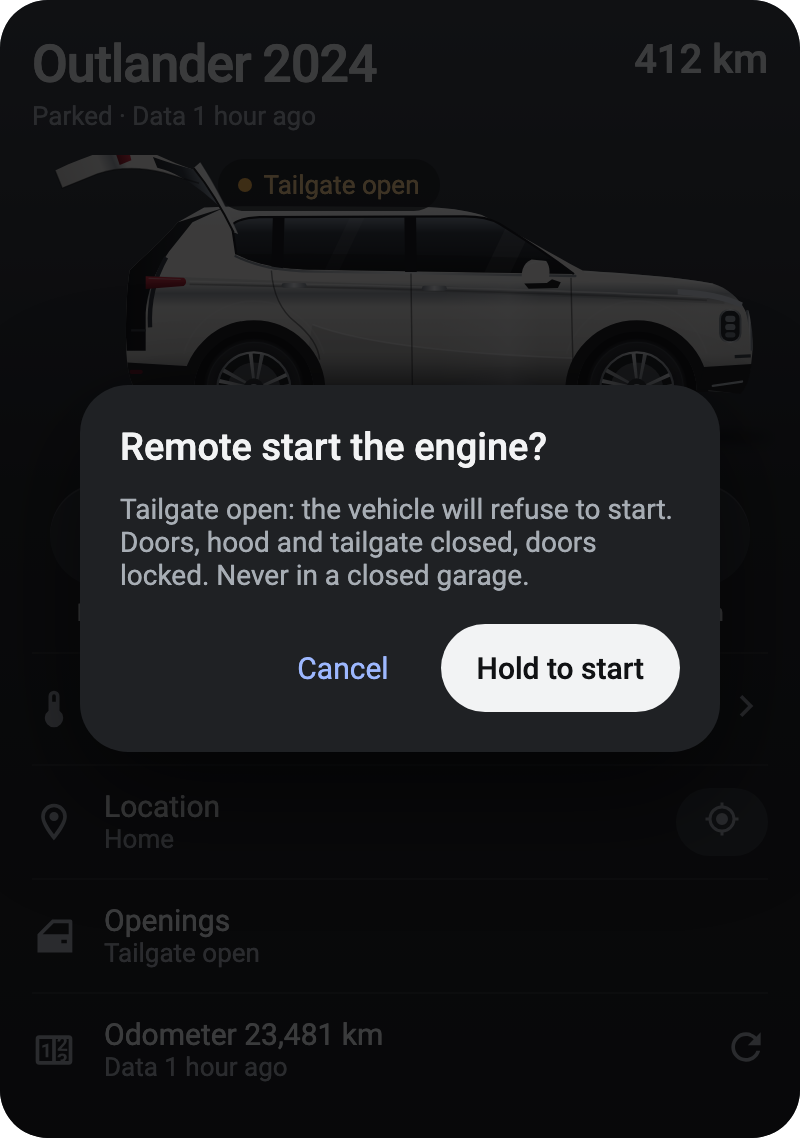 Outlander 2024
412 km
Parked · Data 1 hour ago
Tailgate open
Remote start the engine?
Tailgate open: the vehicle will refuse to start.
Doors, hood and tailgate closed, doors
locked. Never in a closed garage.
Cancel
Hold to start
Location
Home
Openings
Tailgate open
Odometer 23,481 km
Data 1 hour ago